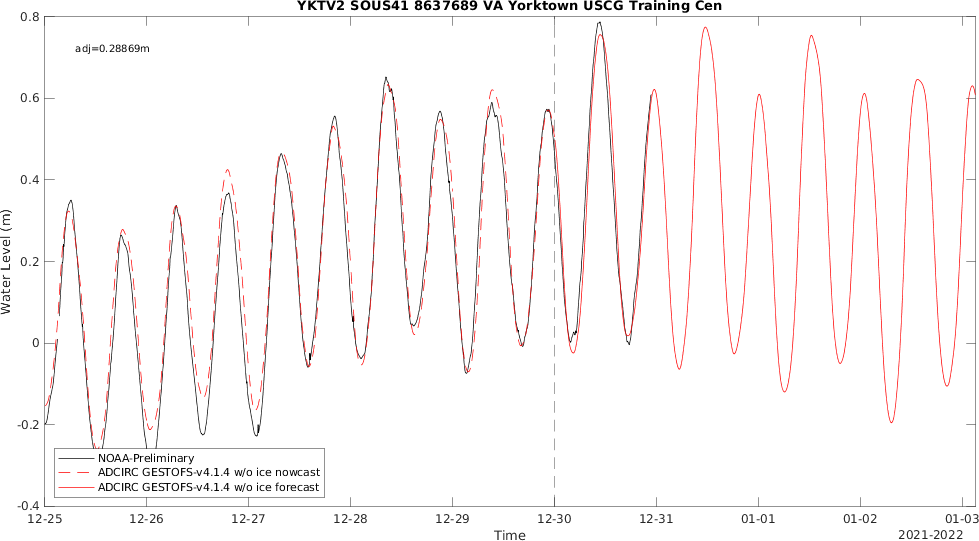 YKTV2 SOUS41 8637689 VA Yorktown USCG Training Cen
0.8
adj=0.28869m
0.6
0.4
0.2
0
-0.2
-0.4
Water Level (m)
NOAA-Preliminary
ADCIRC GESTOFS-v4.1.4 w/o ice nowcast
ADCIRC GESTOFS-v4.1.4 w/o ice forecast
12-25 12-26 12-27 12-28 12-29 12-30 12-31 01-01 01-02 01-03
Time
2021-2022